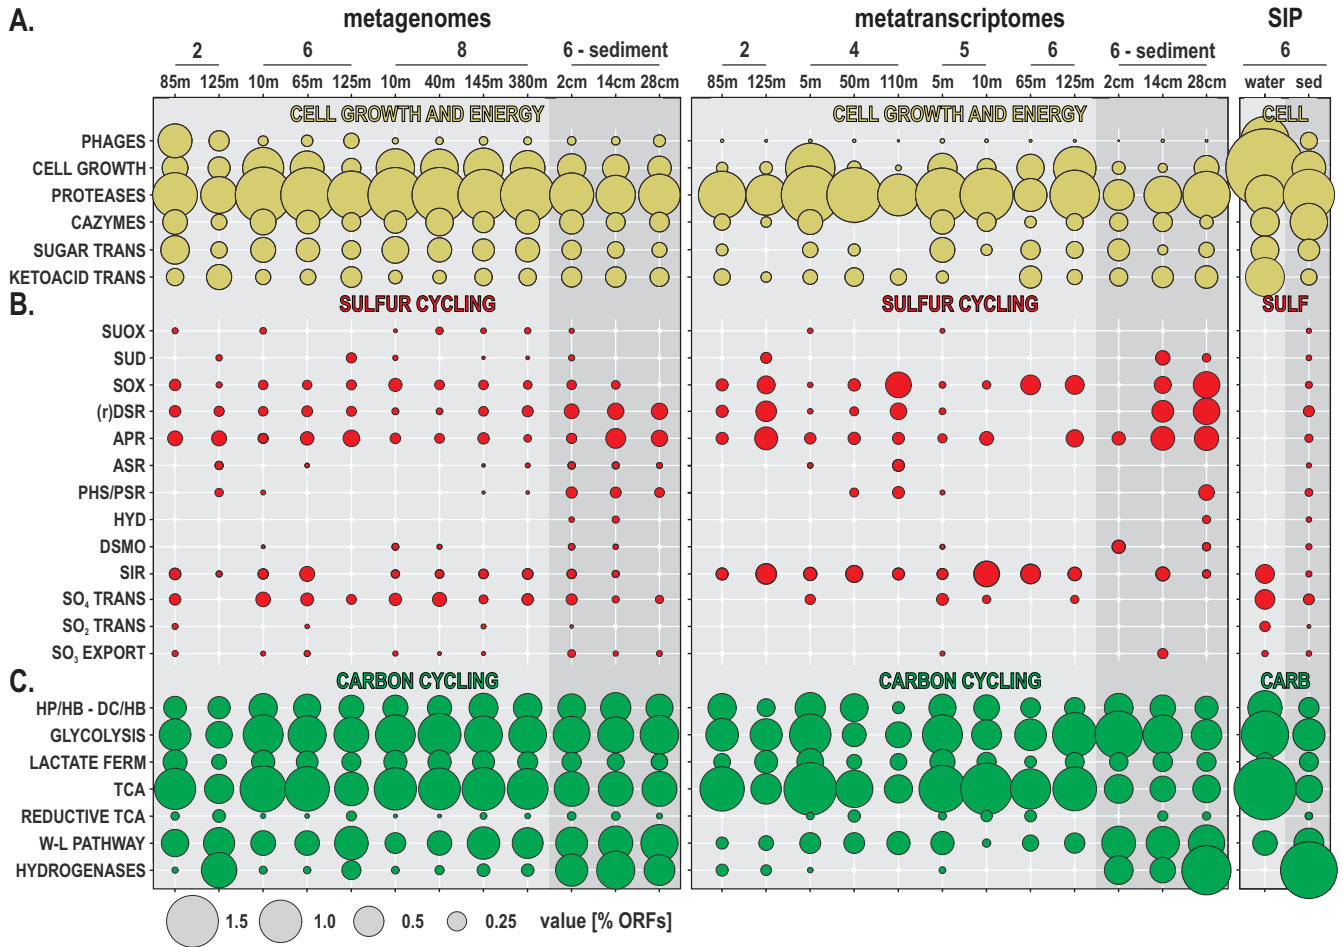 A. metagenomes metatranscriptomes SIP
2 6 8 6 - sediment 2 4 5 6 6 - sediment 6
85m 125m 10m 65m 125m 10m 40m 145m 380m 2cm 14cm 28cm 85m 125m 5m 50m 110m 5m 10m 65m 125m 2cm 14cm 28cm water sed
CELL GROWTH AND ENERGY CELL GROWTH AND ENERGY CELL
PHAGES
CELL GROWTH
PROTEASES
CAZYMES
SUGAR TRANS
KETOACID TRANS
B. SULFUR CYCLING SULFUR CYCLING SULF
SUOX
SUD
SOX
(r)DSR
APR
ASR
PHS/PSR
HYD
DSMO
SIR
SO4 TRANS
SO2 TRANS
SO3 EXPORT
C. CARBON CYCLING CARBON CYCLING CARB
HP/HB - DC/HB
GLYCOLYSIS
LACTATE FERM
TCA
REDUCTIVE TCA
W-L PATHWAY
HYDROGENASES
1.5 1.0 0.5 0.25 value [% ORFs]